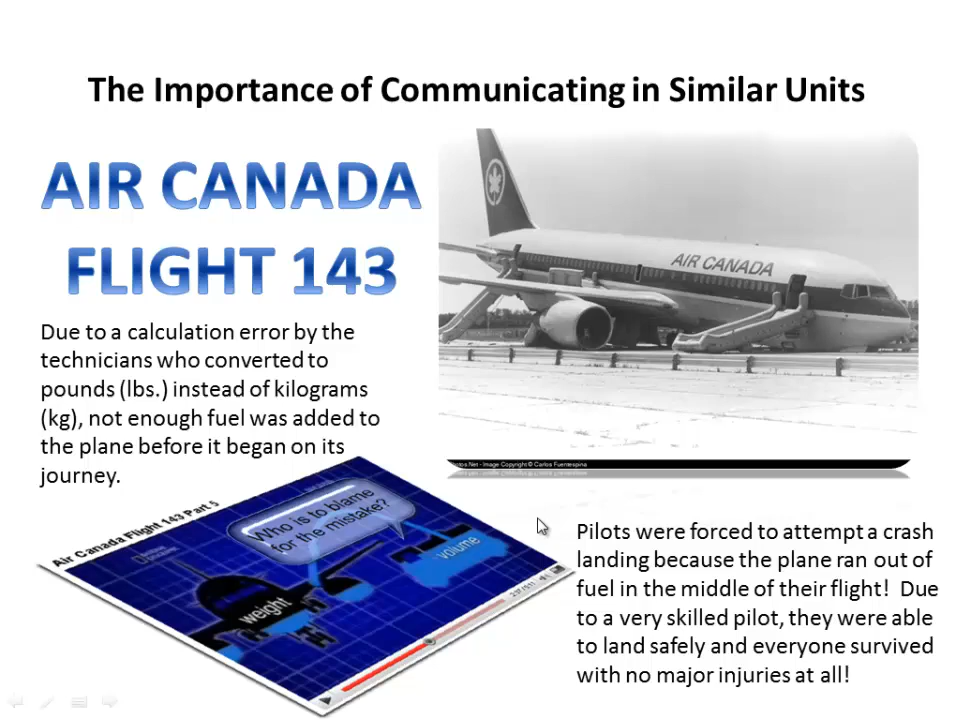 The Importance of Communicating in Similar Units
AIR CANADA
FLIGHT 143
AIR CANADA
Due to a calculation error by the
technicians who converted to
pounds (lbs.) instead of kilograms
(kg), not enough fuel was added to
the plane before it began on its
journey.
Image Copyright © Carlos Fuentespina
Air Canada Flight 143 Part 5
Who is to blame
for the mistake?
volume
weight
Pilots were forced to attempt a crash
landing because the plane ran out of
fuel in the middle of their flight!  Due
to a very skilled pilot, they were able
to land safely and everyone survived
with no major injuries at all!